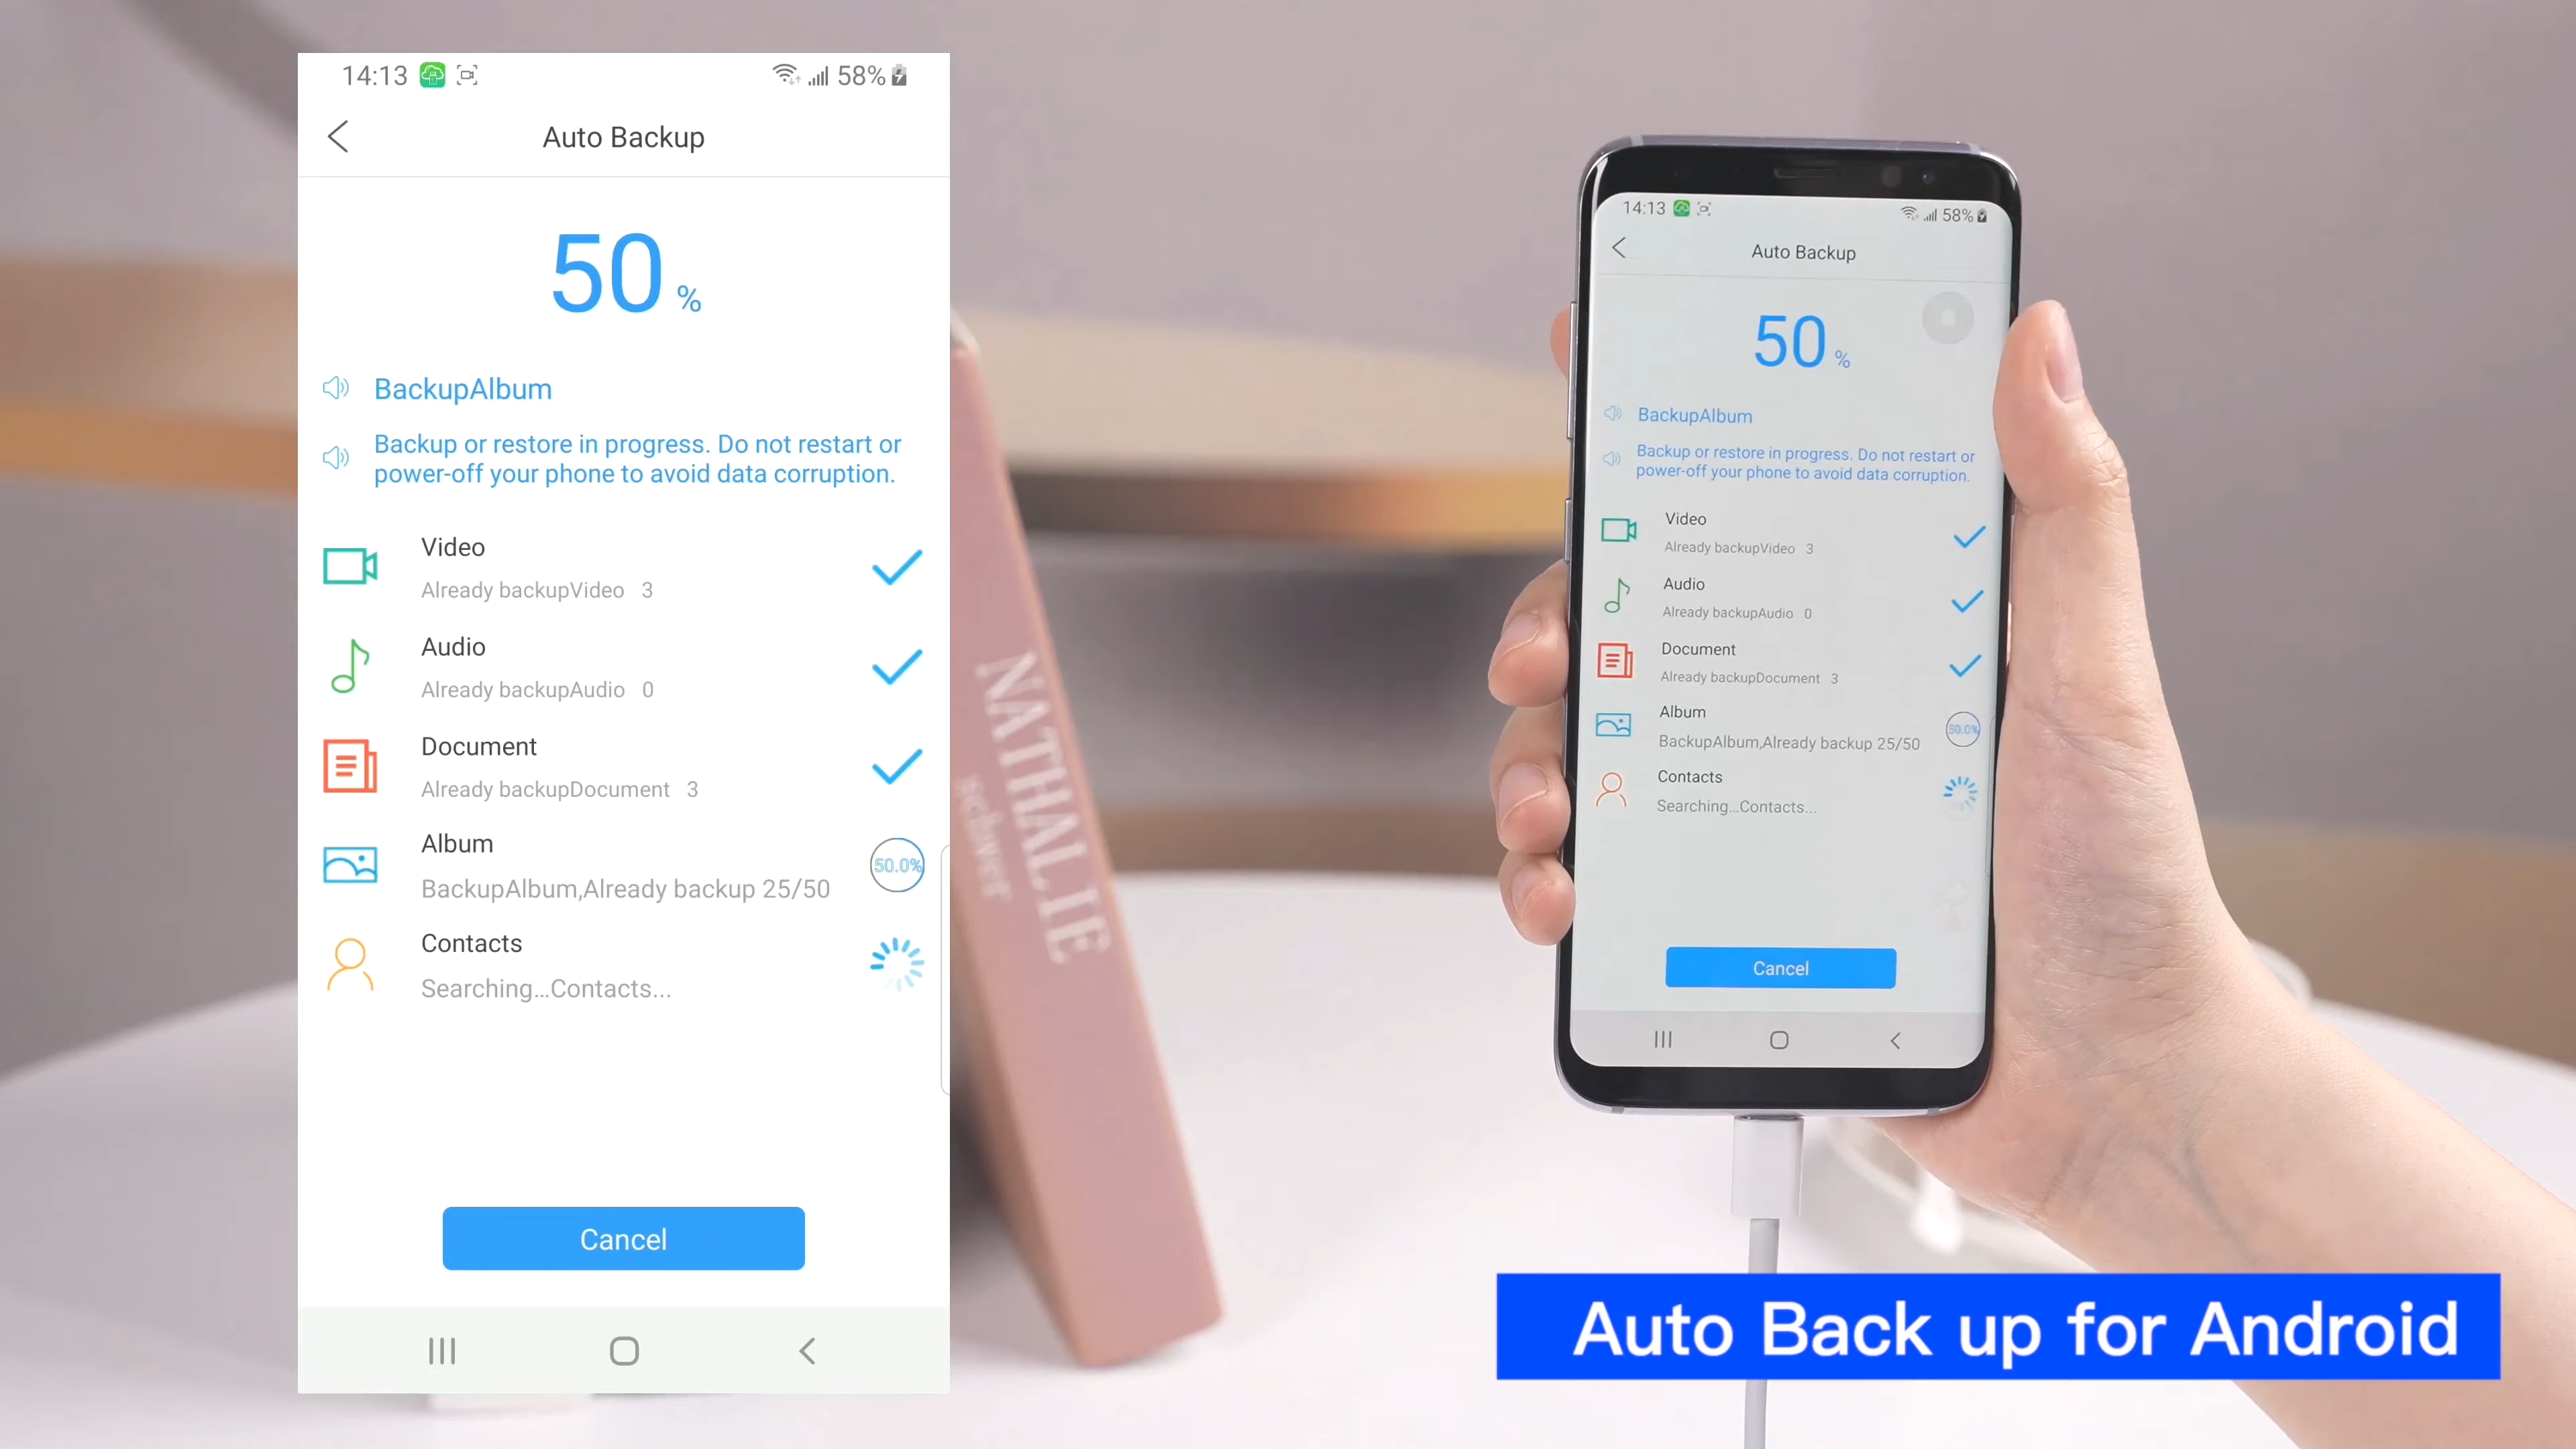 14:13
58%
Auto Backup
50 %
BackupAlbum
Backup or restore in progress. Do not restart or
power-off your phone to avoid data corruption.
Video
Already backupVideo 3
Audio
Already backupAudio 0
Document
Already backupDocument 3
Album
BackupAlbum,Already backup 25/50
50.0%
Contacts
Searching...Contacts...
Cancel
NATHALIE
14:13
58%
Auto Backup
50 %
BackupAlbum
Backup or restore in progress. Do not restart or
power-off your phone to avoid data corruption.
Video
Already backupVideo 3
Audio
Already backupAudio 0
Document
Already backupDocument 3
Album
BackupAlbum,Already backup 25/50
50.0%
Contacts
Searching...Contacts...
Cancel
Auto Back up for Android